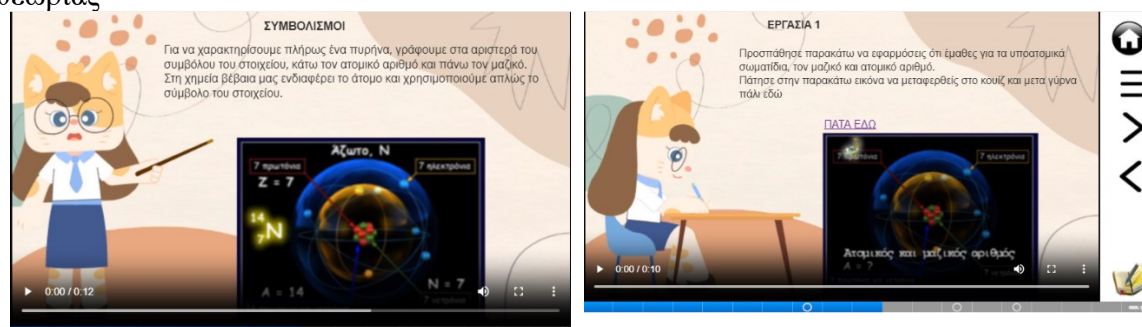 ΣΥΜΒΟΛΙΣΜΟΙ
Για να χαρακτηρίσουμε πλήρως ένα πυρήνα, γράφουμε στα αριστερά του
συμβόλου του στοιχείου, κάτω τον ατομικό αριθμό και πάνω τον μαζικό.
Στη χημεία βέβαια μας ενδιαφέρει το άτομο και χρησιμοποιούμε απλώς το
σύμβολο του στοιχείου.
Άζωτο, N
7 πρωτόνια
7 ηλεκτρόνια
Z = 7
14
7 N
N = 7
A = 14
7 νετρόνια
0:00 / 0:12
ΕΡΓΑΣΙΑ 1
Προσπάθησε παρακάτω να εφαρμόσεις ότι έμαθες για τα υποατομικά
σωματίδια, τον μαζικό και ατομικό αριθμό.
Πάτησε στην παρακάτω εικόνα να μεταφερθείς στο κουίζ και μετα γύρνα
πάλι εδώ
ΠΑΤΑ ΕΔΩ
7 πρωτόνια
7 ηλεκτρόνια
Ατομικός και μαζικός αριθμός
A = ?
0:00 / 0:10